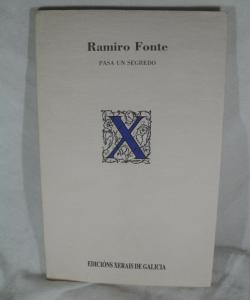 Ramiro Fonte
PASA UN SEGREDO
X
EDICIÓNS XERAIS DE GALICIA